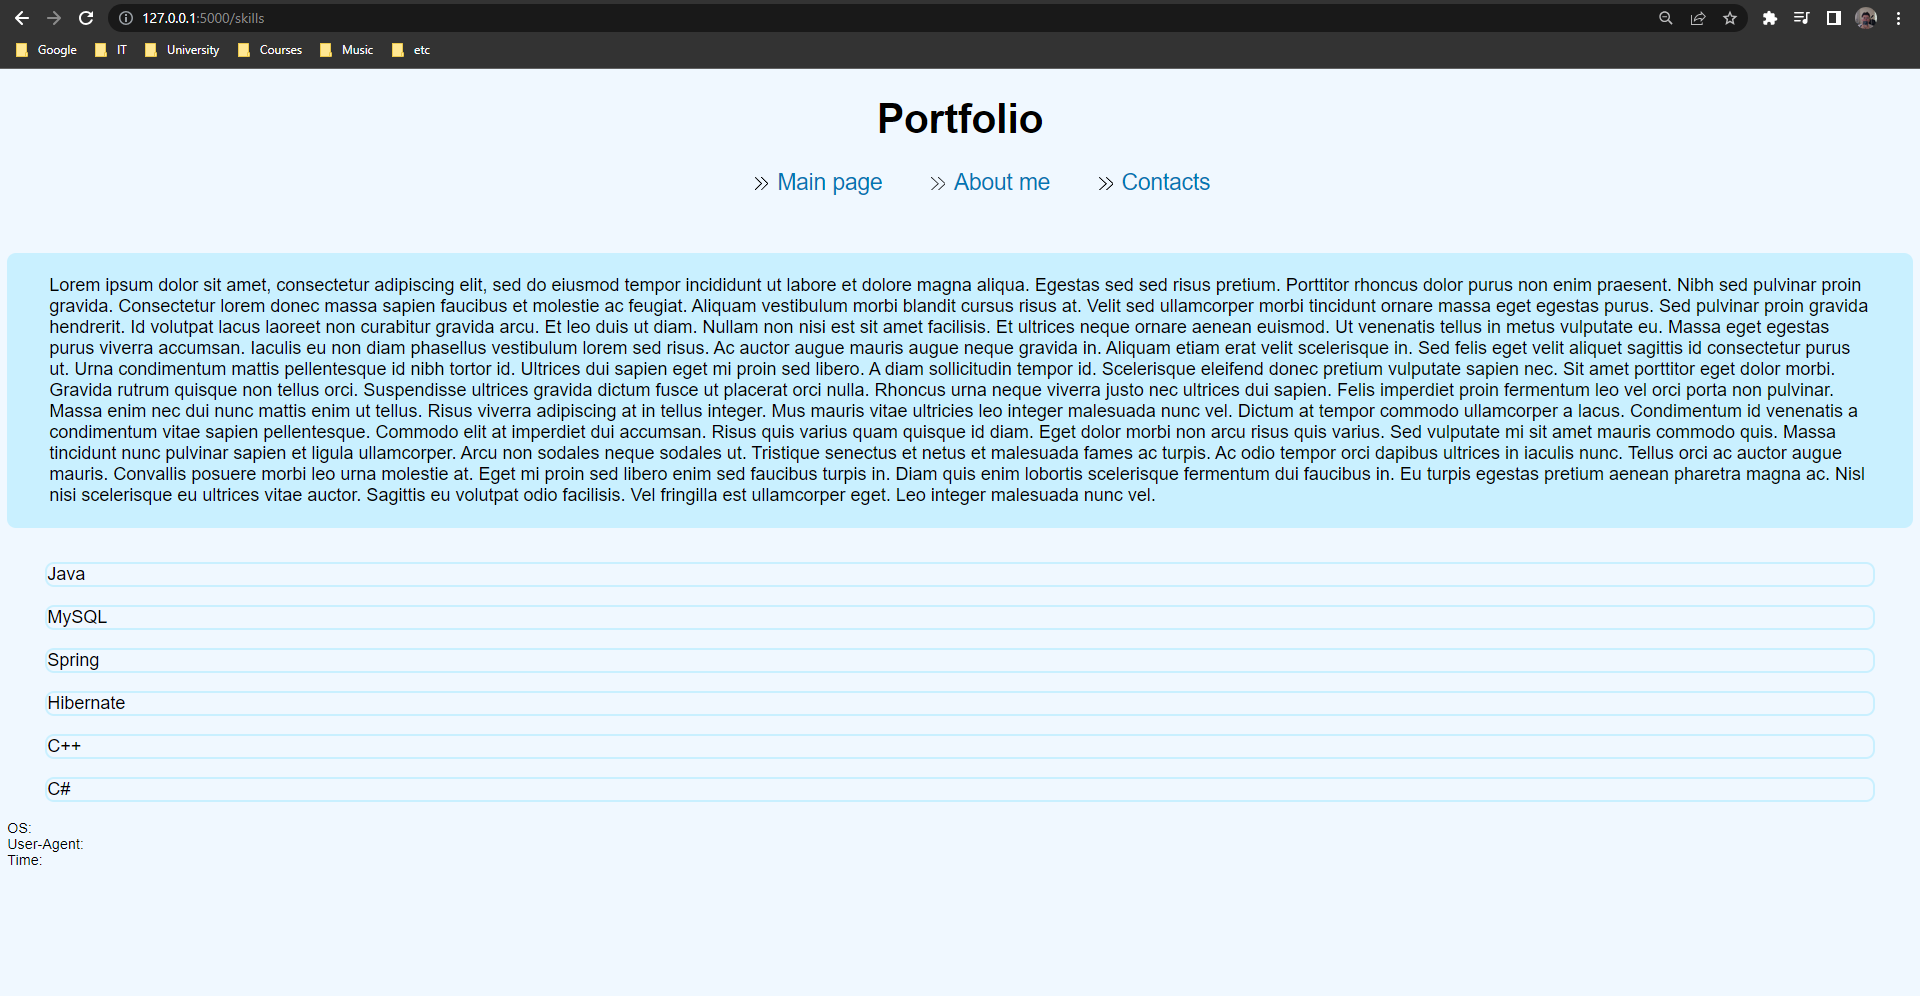 127.0.0.1:5000/skills
Google IT University Courses Music etc
Portfolio
Main page About me Contacts
Lorem ipsum dolor sit amet, consectetur adipiscing elit, sed do eiusmod tempor incididunt ut labore et dolore magna aliqua. Egestas sed sed risus pretium. Porttitor rhoncus dolor purus non enim praesent. Nibh sed pulvinar proin
gravida. Consectetur lorem donec massa sapien faucibus et molestie ac feugiat. Aliquam vestibulum morbi blandit cursus risus at. Velit sed ullamcorper morbi tincidunt ornare massa eget egestas purus. Sed pulvinar proin gravida
hendrerit. Id volutpat lacus laoreet non curabitur gravida arcu. Et leo duis ut diam. Nullam non nisi est sit amet facilisis. Et ultrices neque ornare aenean euismod. Ut venenatis tellus in metus vulputate eu. Massa eget egestas
purus viverra accumsan. Iaculis eu non diam phasellus vestibulum lorem sed risus. Ac auctor augue mauris augue neque gravida in. Aliquam etiam erat velit scelerisque in. Sed felis eget velit aliquet sagittis id consectetur purus
ut. Urna condimentum mattis pellentesque id nibh tortor id. Ultrices dui sapien eget mi proin sed libero. A diam sollicitudin tempor id. Scelerisque eleifend donec pretium vulputate sapien nec. Sit amet porttitor eget dolor morbi.
Gravida rutrum quisque non tellus orci. Suspendisse ultrices gravida dictum fusce ut placerat orci nulla. Rhoncus urna neque viverra justo nec ultrices dui sapien. Felis imperdiet proin fermentum leo vel orci porta non pulvinar.
Massa enim nec dui nunc mattis enim ut tellus. Risus viverra adipiscing at in tellus integer. Mus mauris vitae ultricies leo integer malesuada nunc vel. Dictum at tempor commodo ullamcorper a lacus. Condimentum id venenatis a
condimentum vitae sapien pellentesque. Commodo elit at imperdiet dui accumsan. Risus quis varius quam quisque id diam. Eget dolor morbi non arcu risus quis varius. Sed vulputate mi sit amet mauris commodo quis. Massa
tincidunt nunc pulvinar sapien et ligula ullamcorper. Arcu non sodales neque sodales ut. Tristique senectus et netus et malesuada fames ac turpis. Ac odio tempor orci dapibus ultrices in iaculis nunc. Tellus orci ac auctor augue
mauris. Convallis posuere morbi leo urna molestie at. Eget mi proin sed libero enim sed faucibus turpis in. Diam quis enim lobortis scelerisque fermentum dui faucibus in. Eu turpis egestas pretium aenean pharetra magna ac. Nisl
nisi scelerisque eu ultrices vitae auctor. Sagittis eu volutpat odio facilisis. Vel fringilla est ullamcorper eget. Leo integer malesuada nunc vel.
Java
MySQL
Spring
Hibernate
C++
C#
OS:
User-Agent:
Time: